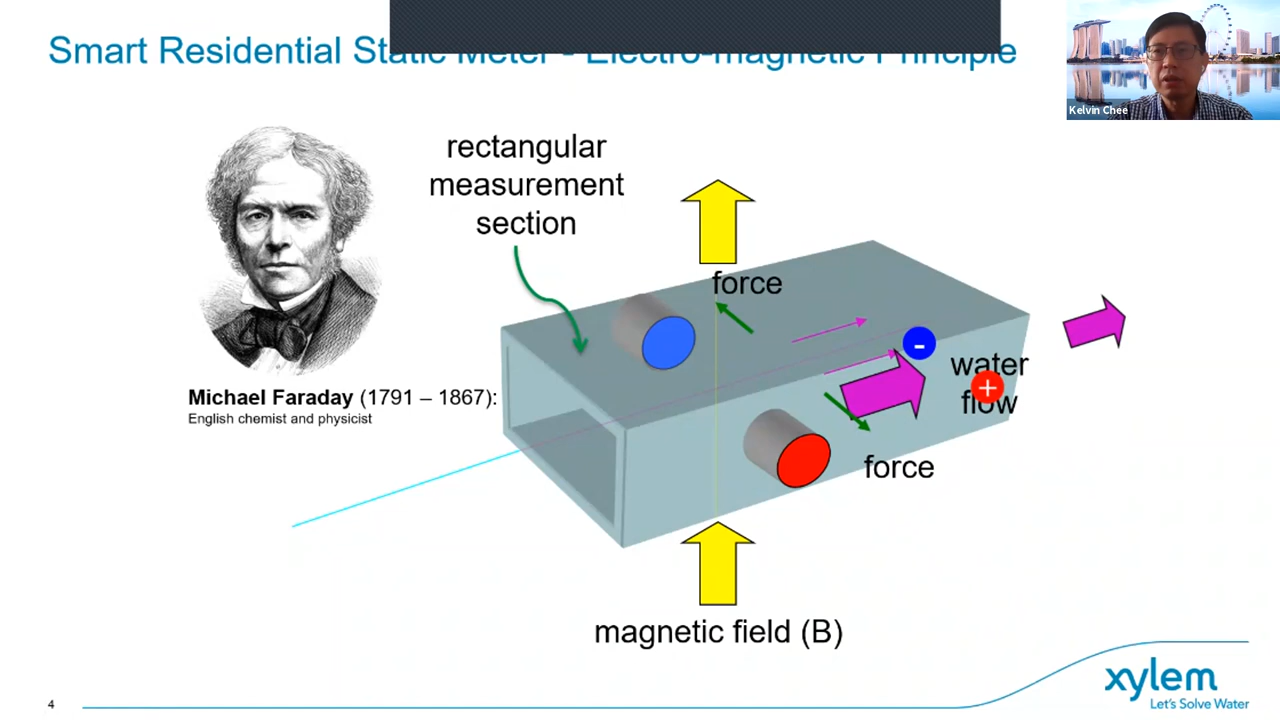 Smart Residential Static Meter - Electro-magnetic Principle
Kelvin Chee
rectangular
measurement
section
force
-
water
+
flow
Michael Faraday (1791 – 1867):
English chemist and physicist
force
magnetic field (B)
4
xylem
Let's Solve Water